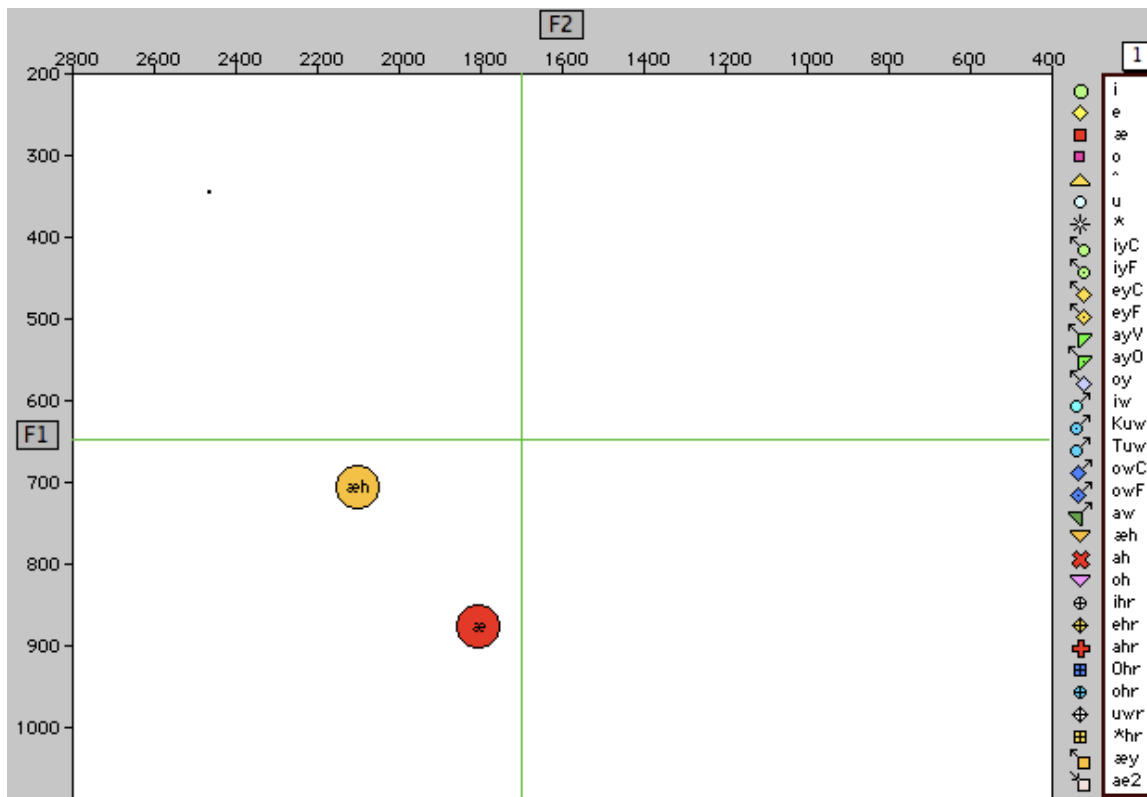 F2
2800 2600 2400 2200 2000 1800 1600 1400 1200 1000 800 600 400
1
200
300
400
500
600
F1
700
800
900
1000
æh
æ
i
e
æ
o
^
u
*
iyC
iyF
eyC
eyF
ayV
ay0
oy
iw
Kuw
Tuw
owC
owF
aw
æh
ah
oh
ihr
ehr
ahr
Ohr
ohr
uwr
*hr
æy
ae2